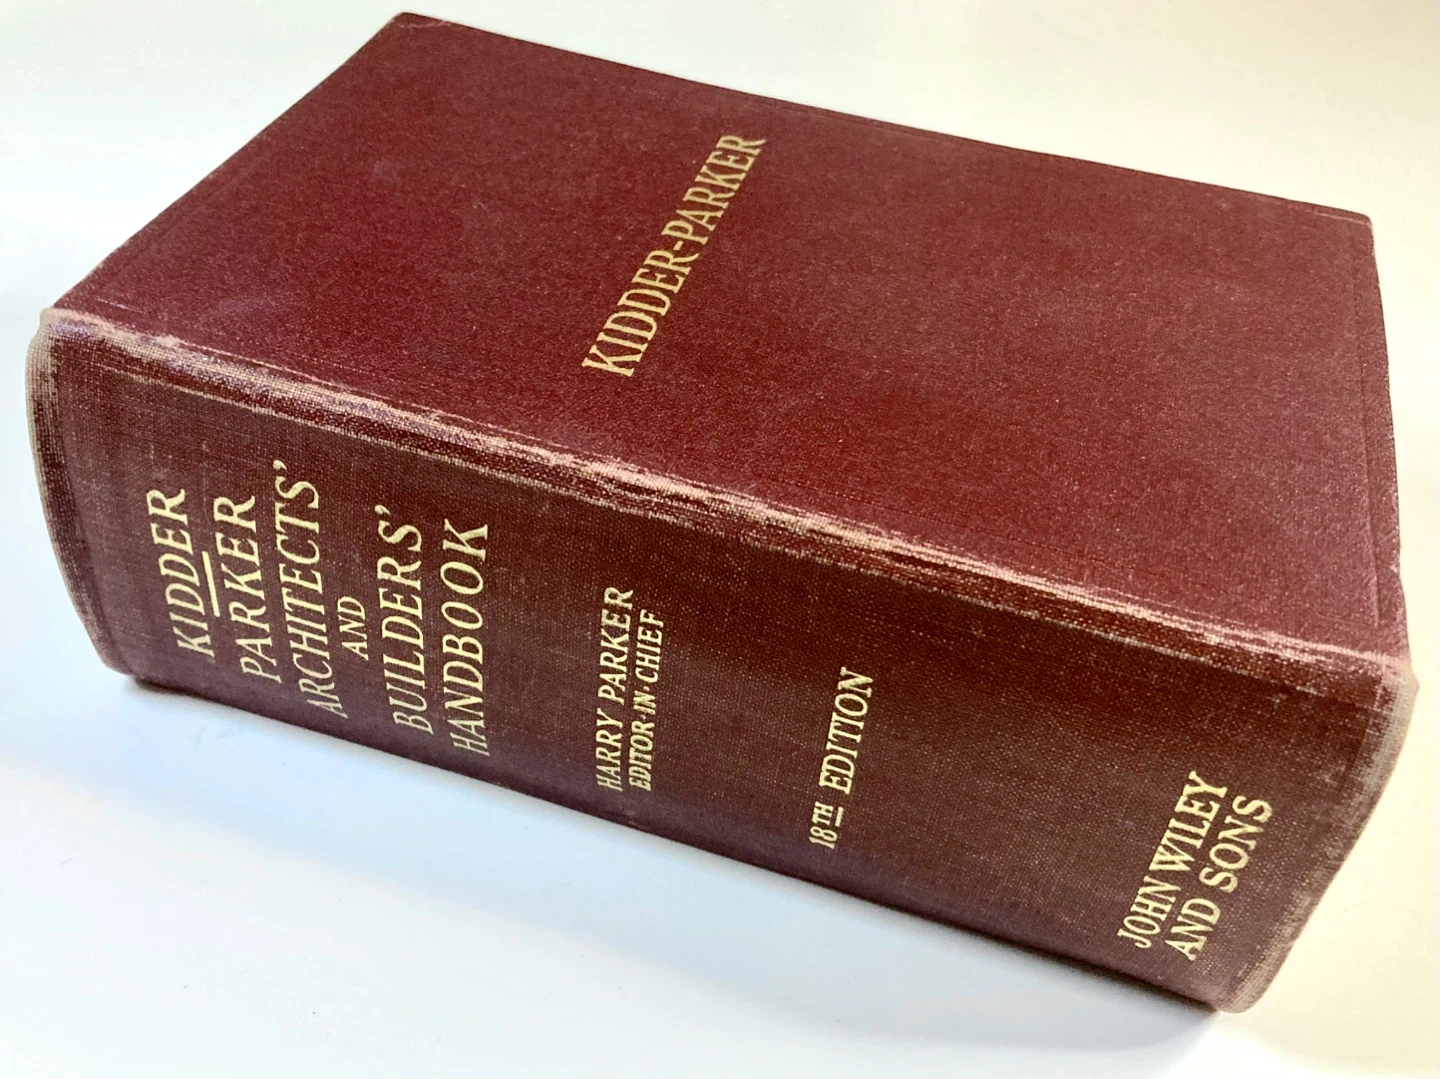 KIDDER-PARKER
KIDDER
PARKER
ARCHITECTS'
AND
BUILDERS'
HANDBOOK
HARRY PARKER
EDITOR-IN-CHIEF
18TH EDITION
JOHN WILEY
AND SONS